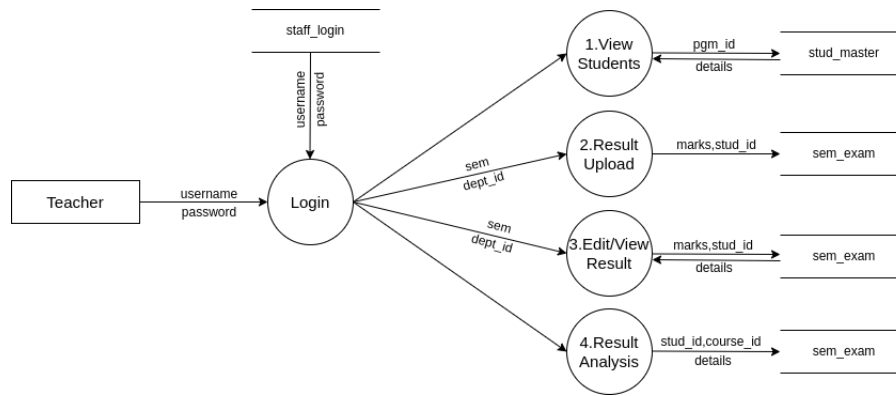 staff_login
username
password
Teacher
username
password
Login
1.View
Students
pgm_id
details
stud_master
sem
dept_id
2.Result
Upload
marks,stud_id
sem_exam
sem
dept_id
3.Edit/View
Result
marks,stud_id
details
sem_exam
4.Result
Analysis
stud_id,course_id
details
sem_exam